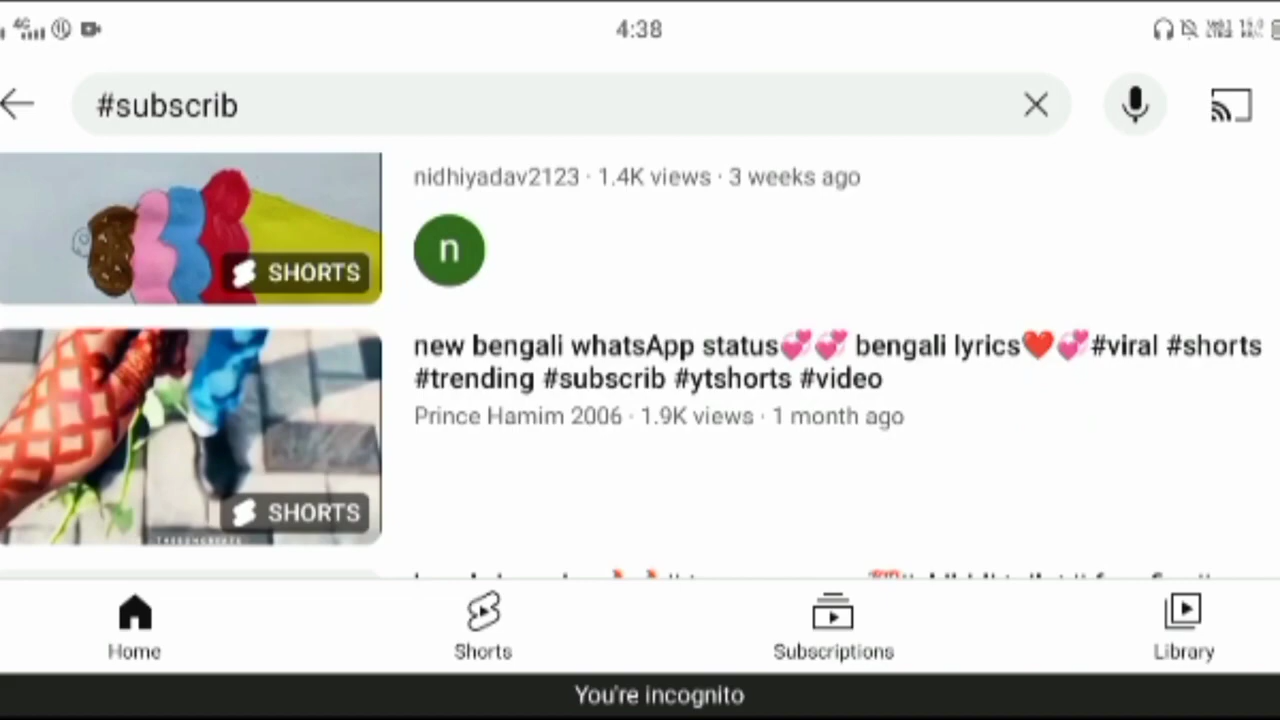 4G
4:38
#subscrib
nidhiyadav2123 · 1.4K views · 3 weeks ago
n
SHORTS
new bengali whatsApp status💞💞 bengali lyrics❤️💞#viral #shorts
#trending #subscrib #ytshorts #video
Prince Hamim 2006 · 1.9K views · 1 month ago
SHORTS
Home
Shorts
Subscriptions
Library
You're incognito